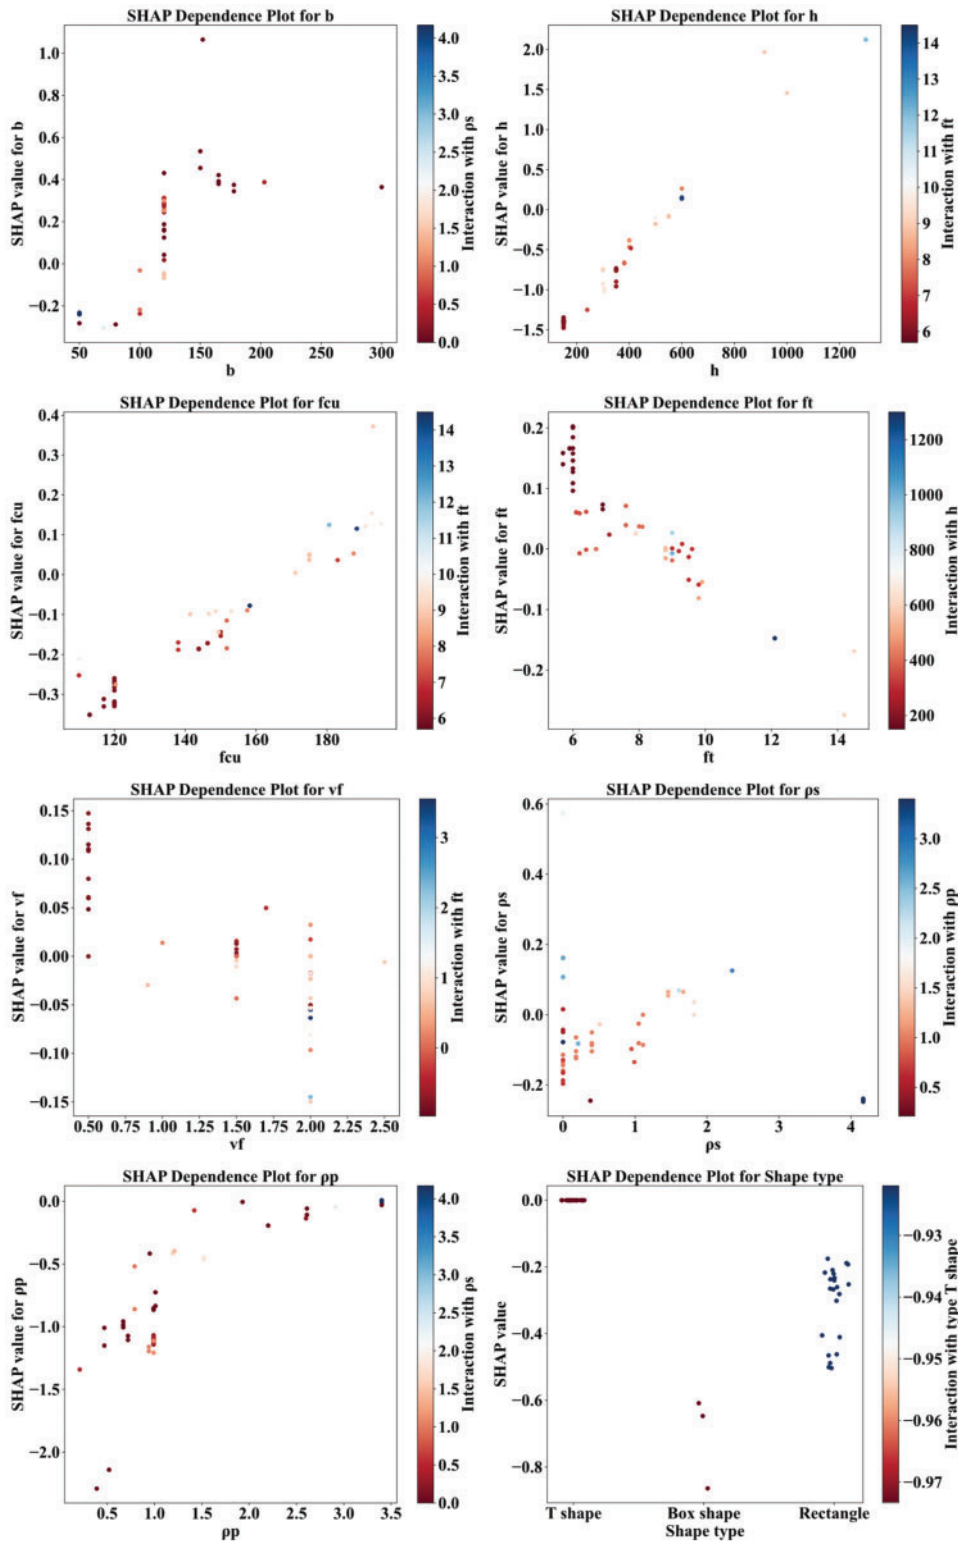 SHAP Dependence Plot for b
SHAP value for b
1.0
0.8
0.6
0.4
0.2
0.0
−0.2
50 100 150 200 250 300
b
4.0
3.5
3.0
2.5
2.0
1.5
1.0
0.5
0.0
Interaction with ρs
SHAP Dependence Plot for h
SHAP value for h
2.0
1.5
1.0
0.5
0.0
−0.5
−1.0
−1.5
200 400 600 800 1000 1200
h
14
13
12
11
10
9
8
7
6
Interaction with ft
SHAP Dependence Plot for fcu
SHAP value for fcu
0.4
0.3
0.2
0.1
0.0
−0.1
−0.2
−0.3
120 140 160 180
fcu
14
13
12
11
10
9
8
7
6
Interaction with ft
SHAP Dependence Plot for ft
SHAP value for ft
0.2
0.1
0.0
−0.1
−0.2
6 8 10 12 14
ft
1200
1000
800
600
400
200
Interaction with h
SHAP Dependence Plot for vf
SHAP value for vf
0.15
0.10
0.05
0.00
−0.05
−0.10
−0.15
0.50 0.75 1.00 1.25 1.50 1.75 2.00 2.25 2.50
vf
3
2
1
0
Interaction with ft
SHAP Dependence Plot for ρs
SHAP value for ρs
0.6
0.4
0.2
0.0
−0.2
0 1 2 3 4
ρs
3.0
2.5
2.0
1.5
1.0
0.5
Interaction with ρp
SHAP Dependence Plot for ρp
SHAP value for ρp
0.0
−0.5
−1.0
−1.5
−2.0
0.5 1.0 1.5 2.0 2.5 3.0 3.5
ρp
4.0
3.5
3.0
2.5
2.0
1.5
1.0
0.5
0.0
Interaction with ρs
SHAP Dependence Plot for Shape type
SHAP value
0.0
−0.2
−0.4
−0.6
−0.8
T shape Box shape Rectangle
Shape type
−0.93
−0.94
−0.95
−0.96
−0.97
Interaction with type T shape